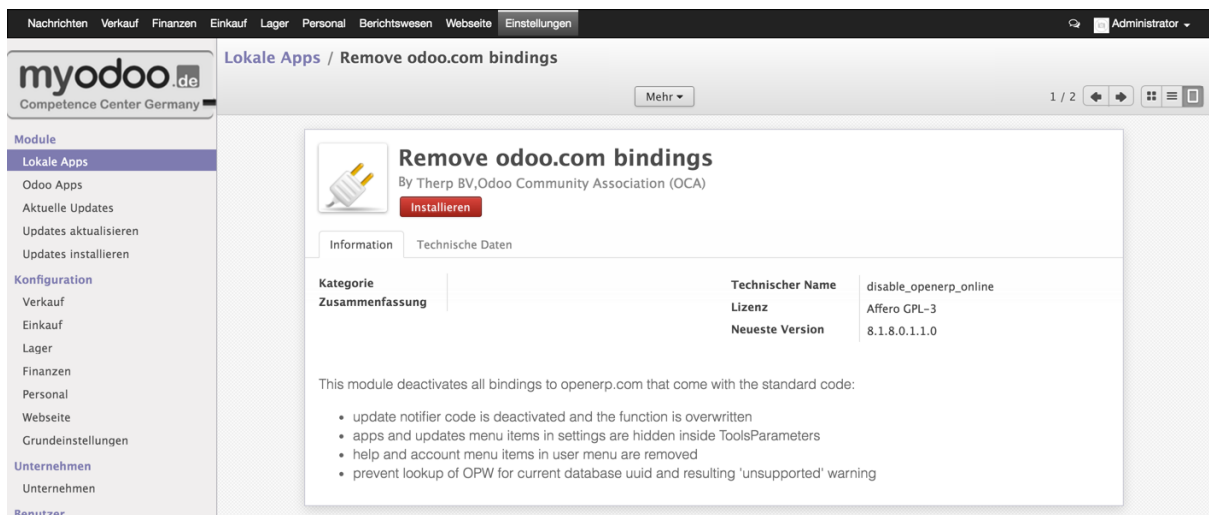 Nachrichten Verkauf Finanzen Einkauf Lager Personal Berichtswesen Webseite Einstellungen Administrator
myodoo.de
Competence Center Germany
Lokale Apps / Remove odoo.com bindings
Mehr
1 / 2
Module
Lokale Apps
Odoo Apps
Aktuelle Updates
Updates aktualisieren
Updates installieren
Konfiguration
Verkauf
Einkauf
Lager
Finanzen
Personal
Webseite
Grundeinstellungen
Unternehmen
Unternehmen
Benutzer
Remove odoo.com bindings
By Therp BV,Odoo Community Association (OCA)
Installieren
Information Technische Daten
Kategorie
Zusammenfassung
Technischer Name disable_openerp_online
Lizenz Affero GPL-3
Neueste Version 8.1.8.0.1.1.0
This module deactivates all bindings to openerp.com that come with the standard code:
• update notifier code is deactivated and the function is overwritten
• apps and updates menu items in settings are hidden inside ToolsParameters
• help and account menu items in user menu are removed
• prevent lookup of OPW for current database uuid and resulting 'unsupported' warning